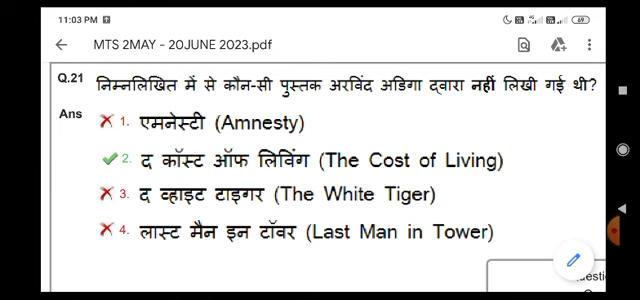 11:03 PM
69
MTS 2MAY - 20JUNE 2023.pdf
Q.21 निम्नलिखित में से कौन-सी पुस्तक अरविंद अडिगा द्वारा नहीं लिखी गई थी?
Ans
1. एमनेस्टी (Amnesty)
2. द कॉस्ट ऑफ लिविंग (The Cost of Living)
3. द व्हाइट टाइगर (The White Tiger)
4. लास्ट मैन इन टॉवर (Last Man in Tower)